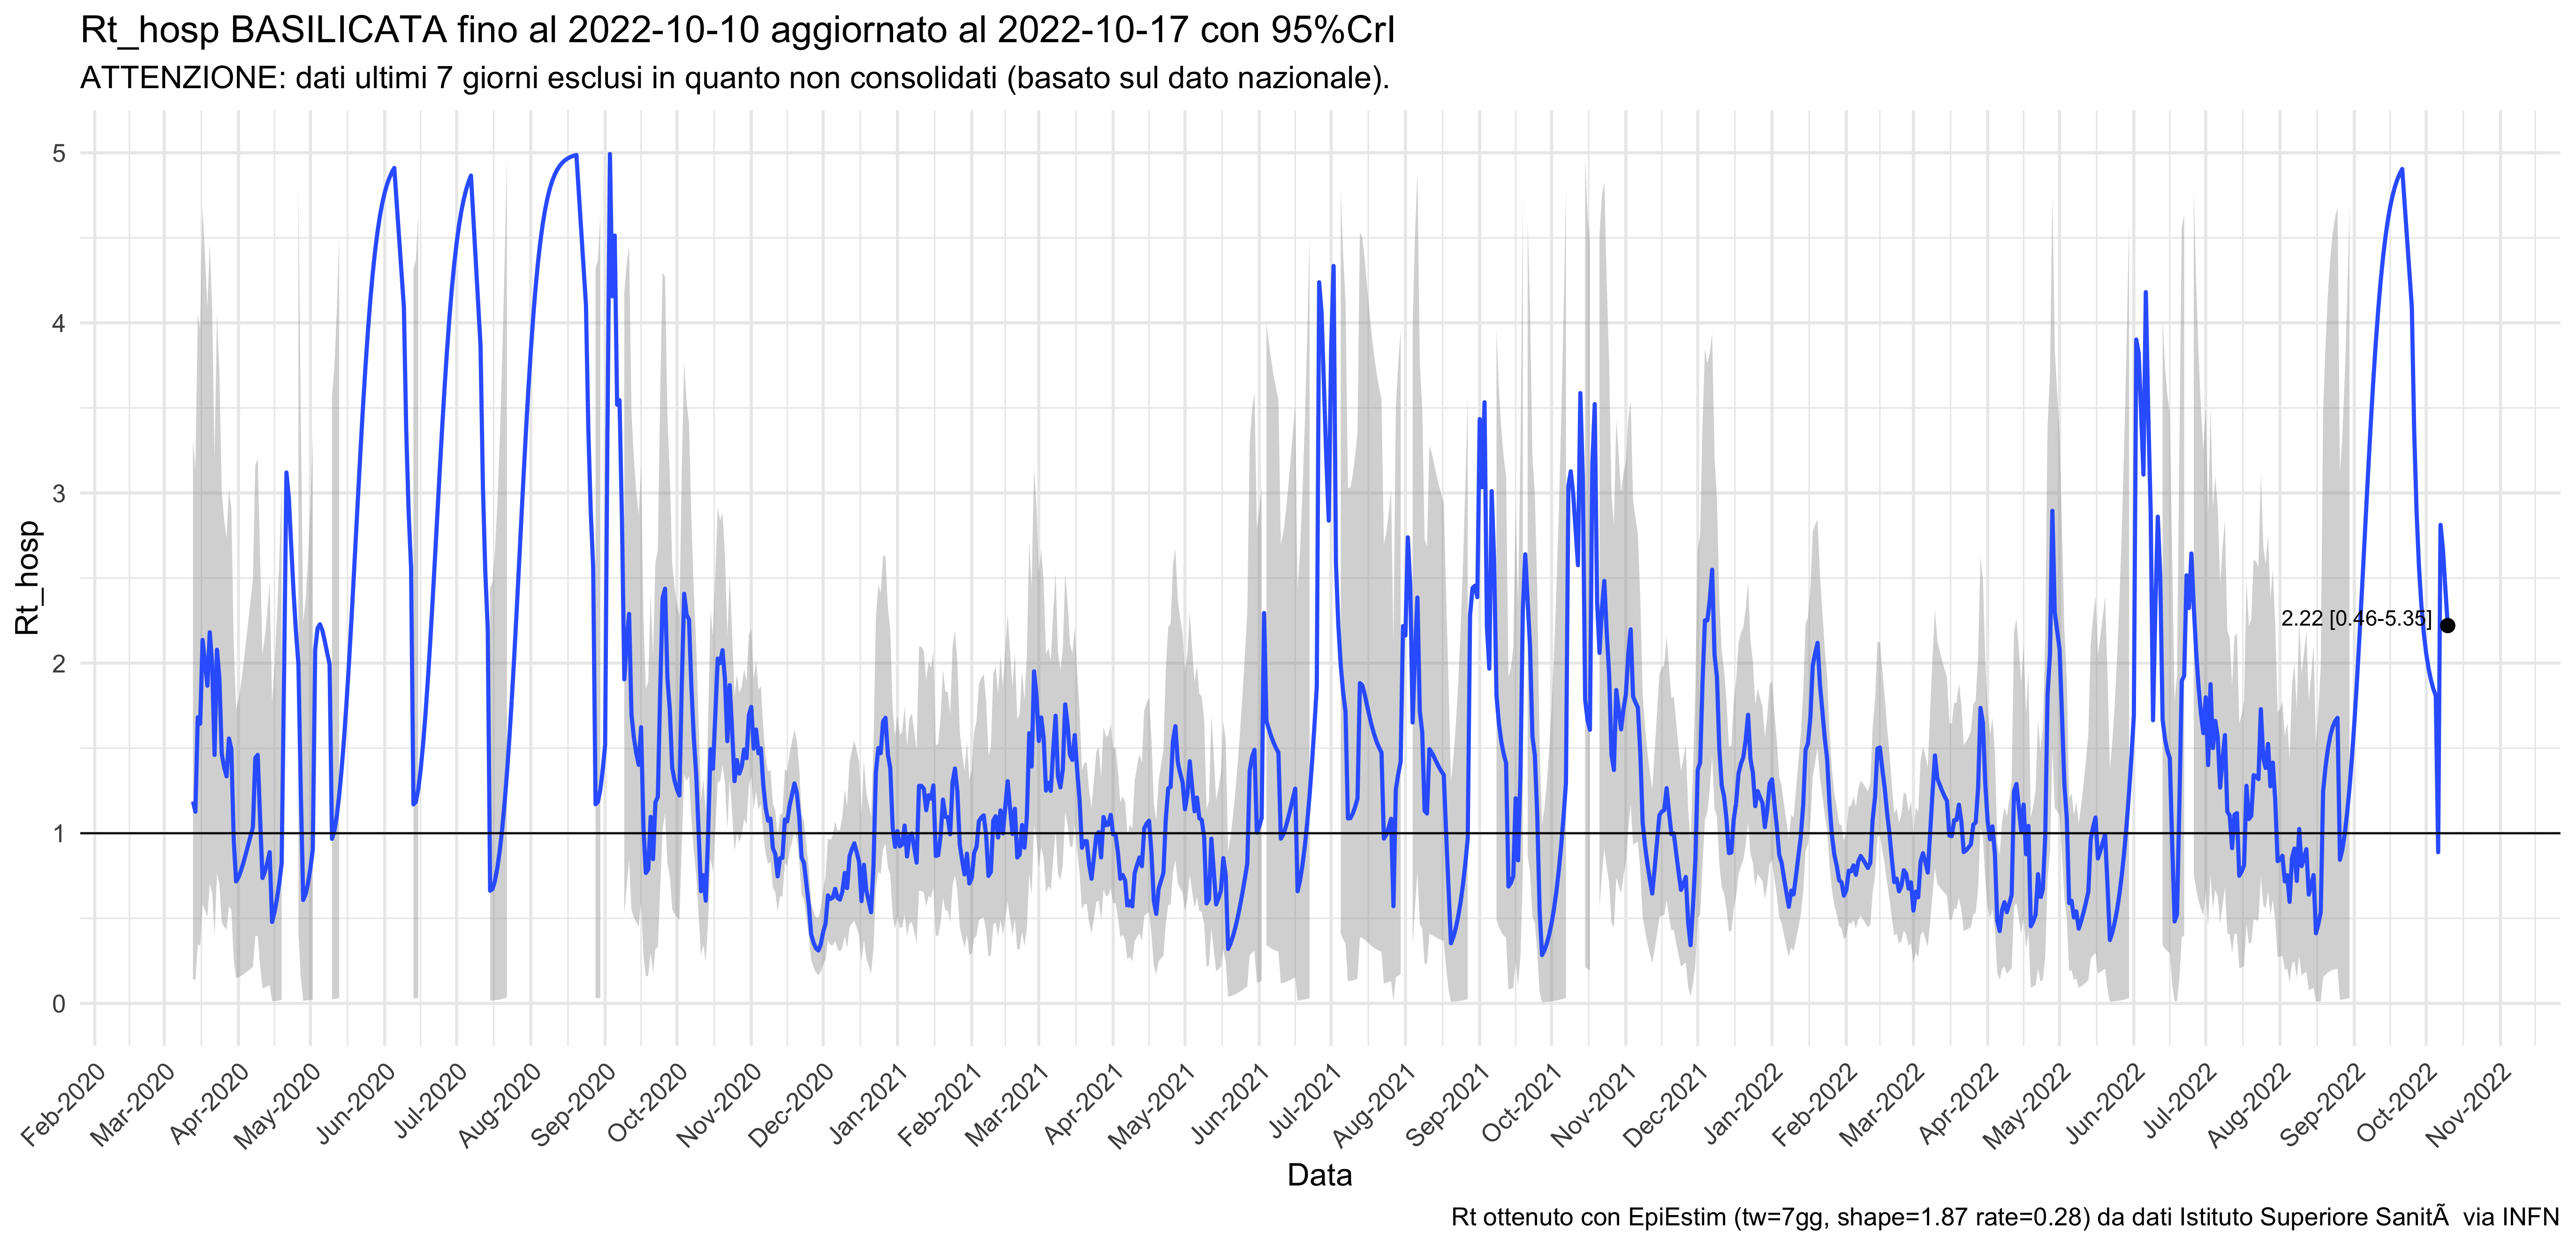 Rt_hosp BASILICATA fino al 2022-10-10 aggiornato al 2022-10-17 con 95%CrI
ATTENZIONE: dati ultimi 7 giorni esclusi in quanto non consolidati (basato sul dato nazionale).
5
4
3
2
1
0
Rt_hosp
2.22 [0.46-5.35]
Feb-2020
Mar-2020
Apr-2020
May-2020
Jun-2020
Jul-2020
Aug-2020
Sep-2020
Oct-2020
Nov-2020
Dec-2020
Jan-2021
Feb-2021
Mar-2021
Apr-2021
May-2021
Jun-2021
Jul-2021
Aug-2021
Sep-2021
Oct-2021
Nov-2021
Dec-2021
Jan-2022
Feb-2022
Mar-2022
Apr-2022
May-2022
Jun-2022
Jul-2022
Aug-2022
Sep-2022
Oct-2022
Nov-2022
Data
Rt ottenuto con EpiEstim (tw=7gg, shape=1.87 rate=0.28) da dati Istituto Superiore SanitÃ  via INFN